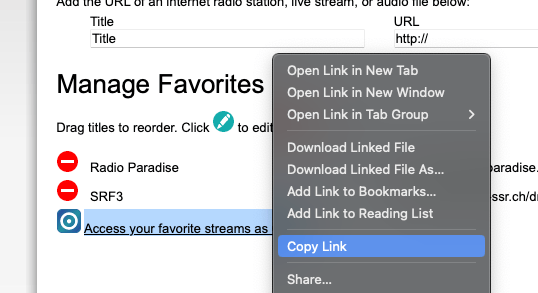 Add the URL of an internet radio station, live stream, or audio file below:
Title URL
Title http://
Manage Favorites
Drag titles to reorder. Click to edit
Radio Paradise paradise.
SRF3 ssr.ch/dr
Access your favorite streams as
Open Link in New Tab
Open Link in New Window
Open Link in Tab Group
Download Linked File
Download Linked File As...
Add Link to Bookmarks...
Add Link to Reading List
Copy Link
Share...